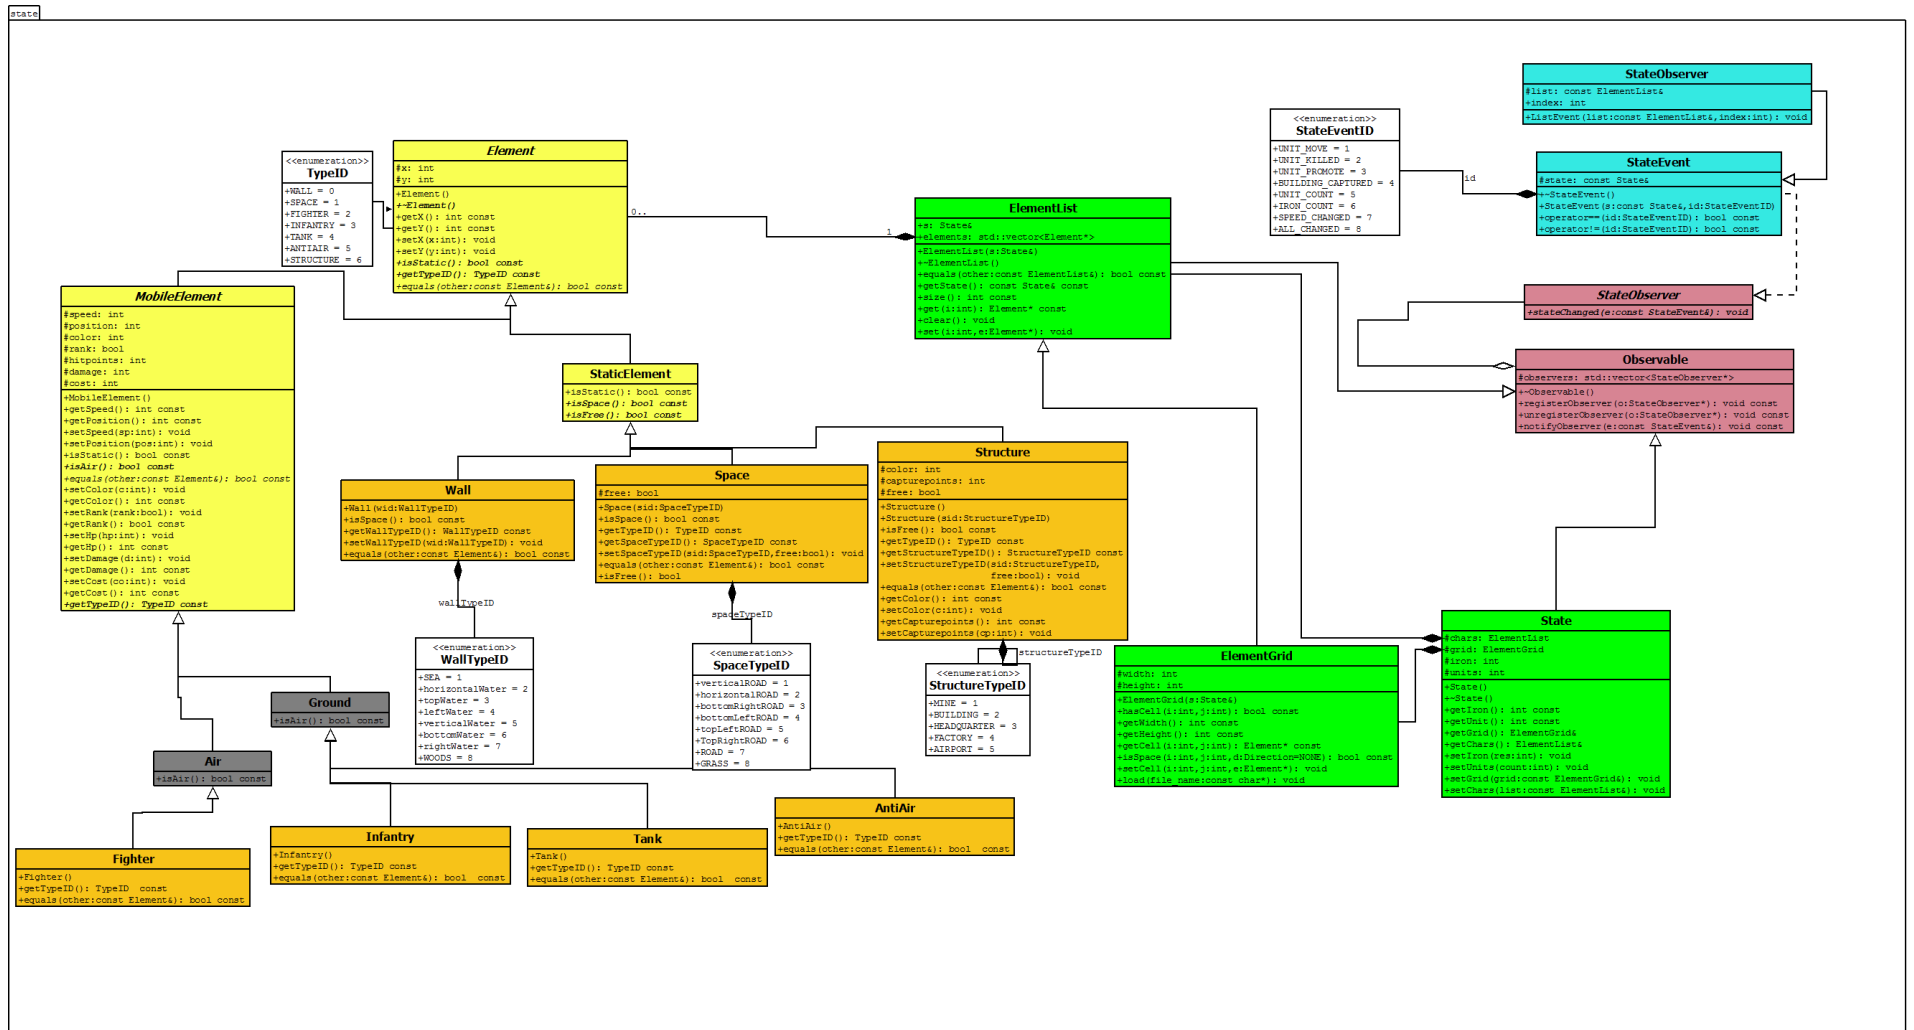 state
StateObserver
#list: const ElementList&
+index: int
+ListEvent(list:const ElementList&,index:int): void
<<enumeration>>
StateEventID
+UNIT_MOVE = 1
+UNIT_KILLED = 2
+UNIT_PROMOTE = 3
+BUILDING_CAPTURED = 4
+UNIT_COUNT = 5
+IRON_COUNT = 6
+SPEED_CHANGED = 7
+ALL_CHANGED = 8
id
StateEvent
#state: const State&
+~StateEvent()
+StateEvent(s:const State&,id:StateEventID)
+operator==(id:StateEventID): bool const
+operator!=(id:StateEventID): bool const
<<enumeration>>
TypeID
+WALL = 0
+SPACE = 1
+FIGHTER = 2
+INFANTRY = 3
+TANK = 4
+ANTIAIR = 5
+STRUCTURE = 6
Element
#x: int
#y: int
+Element()
+~Element()
+getX(): int const
+getY(): int const
+setX(x:int): void
+setY(y:int): void
+isStatic(): bool const
+getTypeID(): TypeID const
+equals(other:const Element&): bool const
0..
1
ElementList
+s: State&
+elements: std::vector<Element*>
+ElementList(s:State&)
+~ElementList()
+equals(other:const ElementList&): bool const
+getState(): const State& const
+size(): int const
+get(i:int): Element* const
+clear(): void
+set(i:int,e:Element*): void
StateObserver
+stateChanged(e:const StateEvent&): void
Observable
#observers: std::vector<StateObserver*>
+~Observable()
+registerObserver(o:StateObserver*): void const
+unregisterObserver(o:StateObserver*): void const
+notifyObserver(e:const StateEvent&): void const
MobileElement
#speed: int
#position: int
#color: int
#rank: bool
#hitpoints: int
#damage: int
#cost: int
+MobileElement()
+getSpeed(): int const
+getPosition(): int const
+setSpeed(sp:int): void
+setPosition(pos:int): void
+isStatic(): bool const
+isAir(): bool const
+equals(other:const Element&): bool const
+setColor(c:int): void
+getColor(): int const
+setRank(rank:bool): void
+getRank(): bool const
+setHp(hp:int): void
+getHp(): int const
+setDamage(d:int): void
+getDamage(): int const
+setCost(co:int): void
+getCost(): int const
+getTypeID(): TypeID const
StaticElement
+isStatic(): bool const
+isSpace(): bool const
+isFree(): bool const
Wall
+Wall(wid:WallTypeID)
+isSpace(): bool const
+getWallTypeID(): WallTypeID const
+setWallTypeID(wid:WallTypeID): void
+equals(other:const Element&): bool const
wallTypeID
Space
#free: bool
+Space(sid:SpaceTypeID)
+isSpace(): bool const
+getTypeID(): TypeID const
+getSpaceTypeID(): SpaceTypeID const
+setSpaceTypeID(sid:SpaceTypeID,free:bool): void
+equals(other:const Element&): bool const
+isFree(): bool
spaceTypeID
Structure
#color: int
#capturepoints: int
#free: bool
+Structure()
+Structure(sid:StructureTypeID)
+isFree(): bool const
+getTypeID(): TypeID const
+getStructureTypeID(): StructureTypeID const
+setStructureTypeID(sid:StructureTypeID,
free:bool): void
+equals(other:const Element&): bool const
+getColor(): int const
+setColor(c:int): void
+getCapturepoints(): int const
+setCapturepoints(cp:int): void
structureTypeID
<<enumeration>>
WallTypeID
+SEA = 1
+horizontalWater = 2
+topWater = 3
+leftWater = 4
+verticalWater = 5
+bottomWater = 6
+rightWater = 7
+WOODS = 8
<<enumeration>>
SpaceTypeID
+verticalROAD = 1
+horizontalROAD = 2
+bottomRightROAD = 3
+bottomLeftROAD = 4
+topLeftROAD = 5
+TopRightROAD = 6
+ROAD = 7
+GRASS = 8
<<enumeration>>
StructureTypeID
+MINE = 1
+BUILDING = 2
+HEADQUARTER = 3
+FACTORY = 4
+AIRPORT = 5
ElementGrid
#width: int
#height: int
+ElementGrid(s:State&)
+hasCell(i:int,j:int): bool const
+getWidth(): int const
+getHeight(): int const
+getCell(i:int,j:int): Element* const
+isSpace(i:int,j:int,d:Direction=NONE): bool const
+setCell(i:int,j:int,e:Element*): void
+load(file_name:const char*): void
State
#chars: ElementList
#grid: ElementGrid
#iron: int
#units: int
+State()
+~State()
+getIron(): int const
+getUnit(): int const
+getGrid(): ElementGrid&
+getChars(): ElementList&
+setIron(res:int): void
+setUnits(count:int): void
+setGrid(grid:const ElementGrid&): void
+setChars(list:const ElementList&): void
Ground
+isAir(): bool const
Air
+isAir(): bool const
Fighter
+Fighter()
+getTypeID(): TypeID const
+equals(other:const Element&): bool const
Infantry
+Infantry()
+getTypeID(): TypeID const
+equals(other:const Element&): bool const
Tank
+Tank()
+getTypeID(): TypeID const
+equals(other:const Element&): bool const
AntiAir
+AntiAir()
+getTypeID(): TypeID const
+equals(other:const Element&): bool const